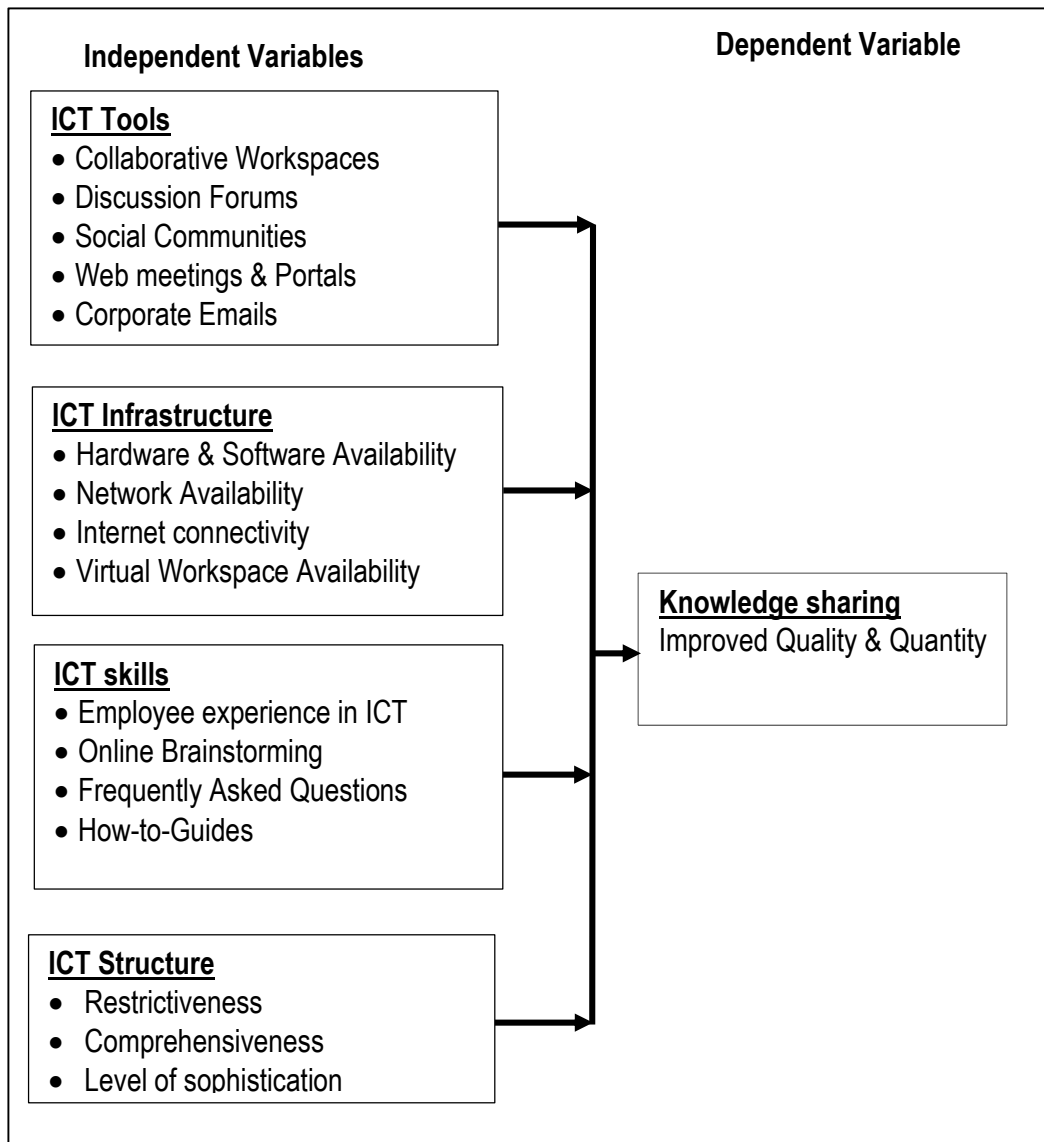 Independent Variables
Dependent Variable
ICT Tools
• Collaborative Workspaces
• Discussion Forums
• Social Communities
• Web meetings & Portals
• Corporate Emails
ICT Infrastructure
• Hardware & Software Availability
• Network Availability
• Internet connectivity
• Virtual Workspace Availability
ICT skills
• Employee experience in ICT
• Online Brainstorming
• Frequently Asked Questions
• How-to-Guides
ICT Structure
• Restrictiveness
• Comprehensiveness
• Level of sophistication
Knowledge sharing
Improved Quality & Quantity